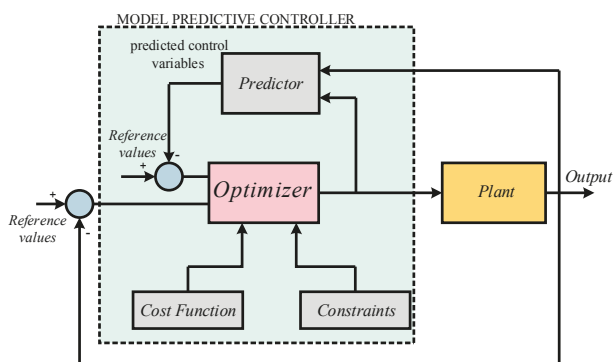 MODEL PREDICTIVE CONTROLLER
predicted control
variables
Predictor
Reference
values
-
+
Optimizer
Plant
Output
+
Reference
values
-
Cost Function
Constraints